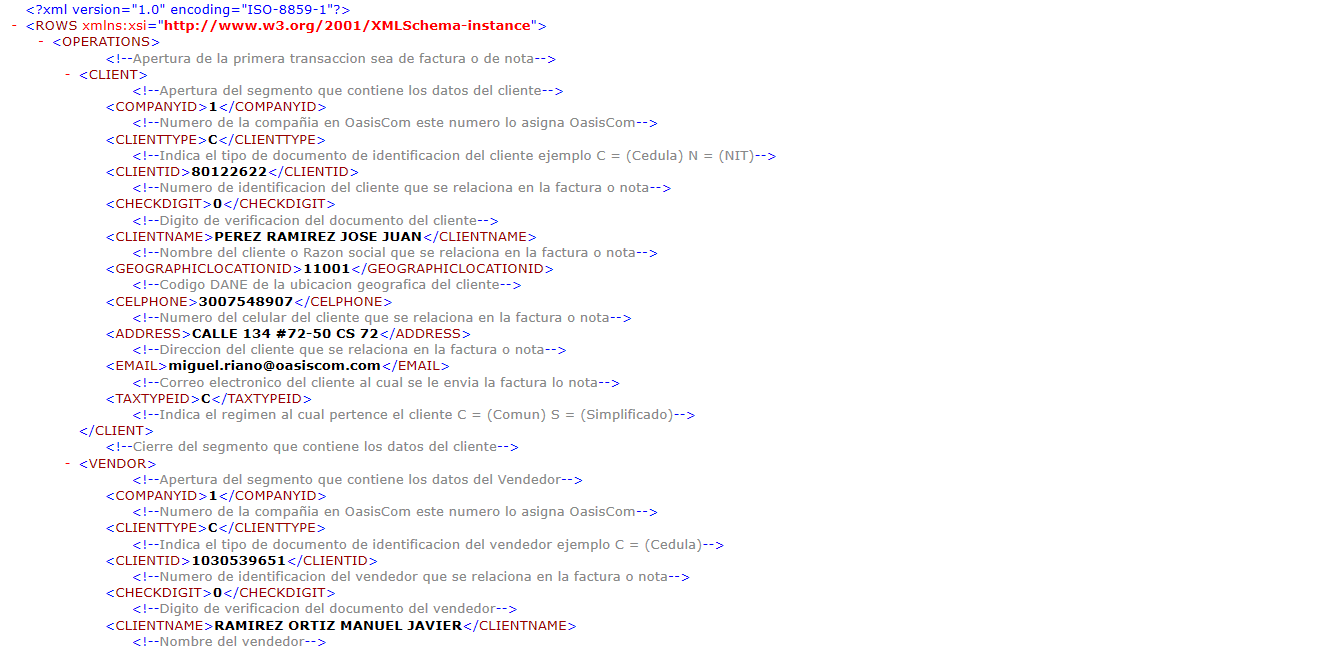 <?xml version="1.0" encoding="ISO-8859-1"?>
- <ROWS xmlns:xsi="http://www.w3.org/2001/XMLSchema-instance">
- <OPERATIONS>
<!--Apertura de la primera transaccion sea de factura o de nota-->
- <CLIENT>
<!--Apertura del segmento que contiene los datos del cliente-->
<COMPANYID>1</COMPANYID>
<!--Numero de la compañia en OasisCom este numero lo asigna OasisCom-->
<CLIENTTYPE>C</CLIENTTYPE>
<!--Indica el tipo de documento de identificacion del cliente ejemplo C = (Cedula) N = (NIT)-->
<CLIENTID>80122622</CLIENTID>
<!--Numero de identificacion del cliente que se relaciona en la factura o nota-->
<CHECKDIGIT>0</CHECKDIGIT>
<!--Digito de verificacion del documento del cliente-->
<CLIENTNAME>PEREZ RAMIREZ JOSE JUAN</CLIENTNAME>
<!--Nombre del cliente o Razon social que se relaciona en la factura o nota-->
<GEOGRAPHICLOCATIONID>11001</GEOGRAPHICLOCATIONID>
<!--Codigo DANE de la ubicacion geografica del cliente-->
<CELPHONE>3007548907</CELPHONE>
<!--Numero del celular del cliente que se relaciona en la factura o nota-->
<ADDRESS>CALLE 134 #72-50 CS 72</ADDRESS>
<!--Direccion del cliente que se relaciona en la factura o nota-->
<EMAIL>miguel.riano@oasiscom.com</EMAIL>
<!--Correo electronico del cliente al cual se le envia la factura lo nota-->
<TAXTYPEID>C</TAXTYPEID>
<!--Indica el regimen al cual pertence el cliente C = (Comun) S = (Simplificado)-->
</CLIENT>
<!--Cierre del segmento que contiene los datos del cliente-->
- <VENDOR>
<!--Apertura del segmento que contiene los datos del Vendedor-->
<COMPANYID>1</COMPANYID>
<!--Numero de la compañia en OasisCom este numero lo asigna OasisCom-->
<CLIENTTYPE>C</CLIENTTYPE>
<!--Indica el tipo de documento de identificacion del vendedor ejemplo C = (Cedula)-->
<CLIENTID>1030539651</CLIENTID>
<!--Numero de identificacion del vendedor que se relaciona en la factura o nota-->
<CHECKDIGIT>0</CHECKDIGIT>
<!--Digito de verificacion del documento del vendedor-->
<CLIENTNAME>RAMIREZ ORTIZ MANUEL JAVIER</CLIENTNAME>
<!--Nombre del vendedor-->